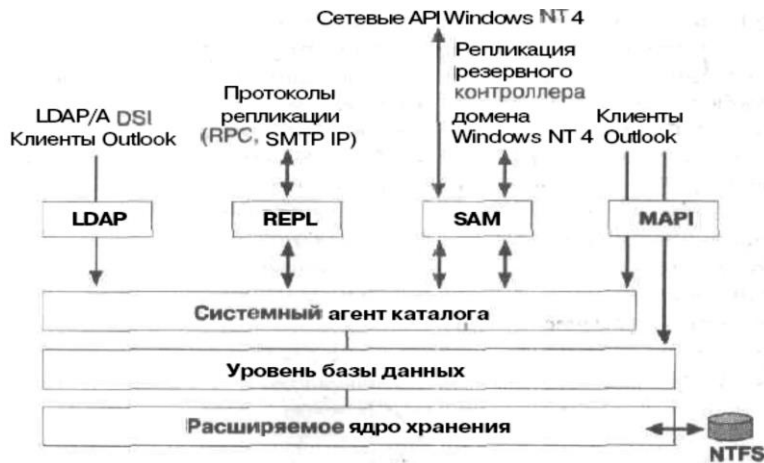 Сетевые API Windows NT 4
Репликация
резервного
контроллера
домена
Windows NT 4
Протоколы
репликации
(RPC, SMTP IP)
LDAP/A DSI
Клиенты Outlook
Клиенты
Outlook
LDAP
REPL
SAM
MAPI
Системный агент каталога
Уровень базы данных
Расширяемое ядро хранения
NTFS